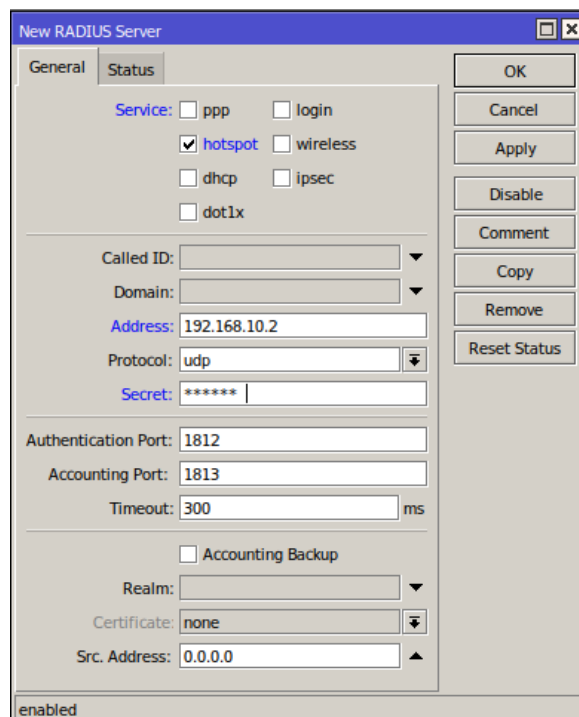 New RADIUS Server
General Status
Service: ppp login
hotspot wireless
dhcp ipsec
dot1x
Called ID:
Domain:
Address: 192.168.10.2
Protocol: udp
Secret: ******
Authentication Port: 1812
Accounting Port: 1813
Timeout: 300 ms
Accounting Backup
Realm:
Certificate: none
Src. Address: 0.0.0.0
OK
Cancel
Apply
Disable
Comment
Copy
Remove
Reset Status
enabled